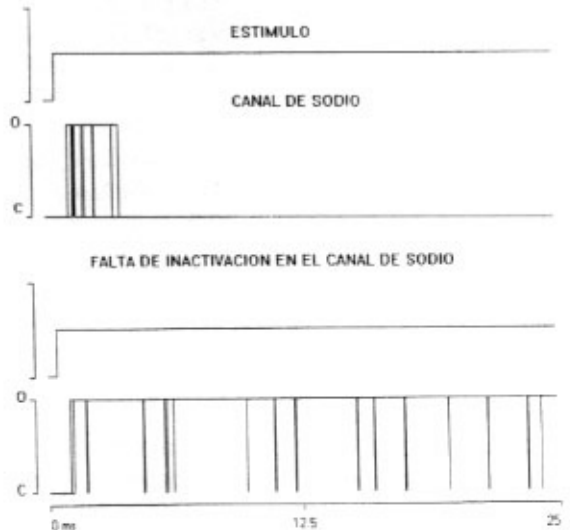 ESTIMULO
CANAL DE SODIO
O
C
FALTA DE INACTIVACION EN EL CANAL DE SODIO
O
C
0 ms 12.5 25